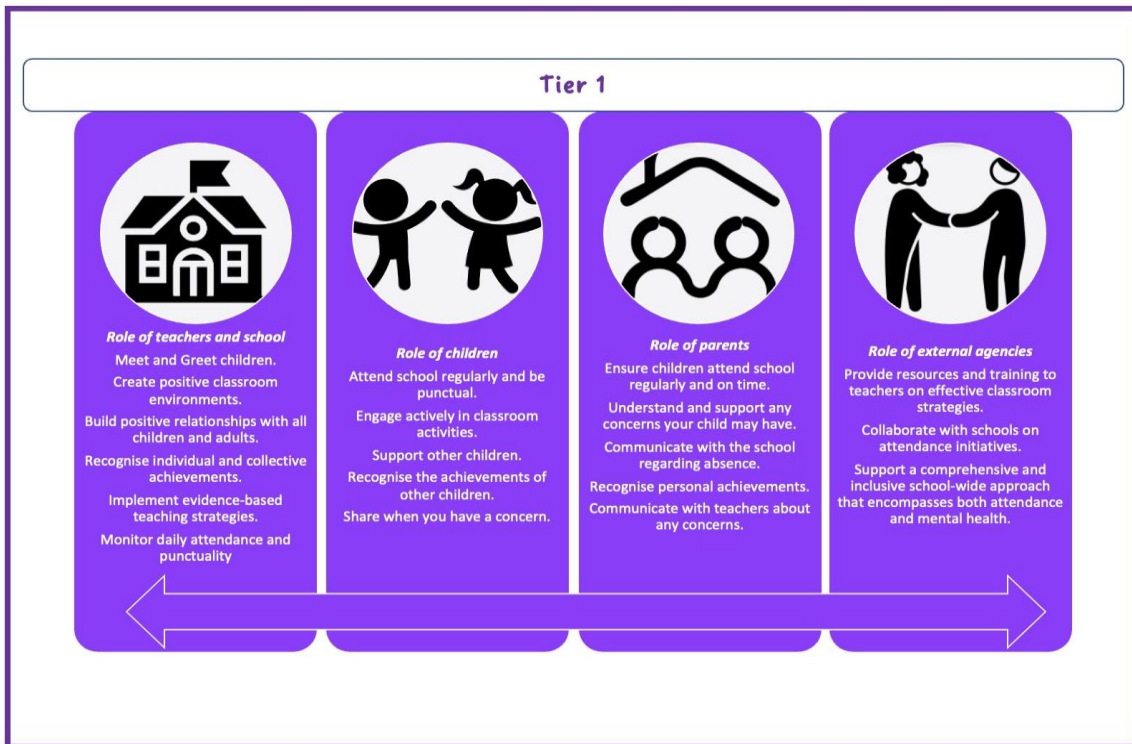 Tier 1
Role of teachers and school
Meet and Greet children.
Create positive classroom
environments.
Build positive relationships with all
children and adults.
Recognise individual and collective
achievements.
Implement evidence-based
teaching strategies.
Monitor daily attendance and
punctuality
Role of children
Attend school regularly and be
punctual.
Engage actively in classroom
activities.
Support other children.
Recognise the achievements of
other children.
Share when you have a concern.
Role of parents
Ensure children attend school
regularly and on time.
Understand and support any
concerns your child may have.
Communicate with the school
regarding absence.
Recognise personal achievements.
Communicate with teachers about
any concerns.
Role of external agencies
Provide resources and training to
teachers on effective classroom
strategies.
Collaborate with schools on
attendance initiatives.
Support a comprehensive and
inclusive school-wide approach
that encompasses both attendance
and mental health.